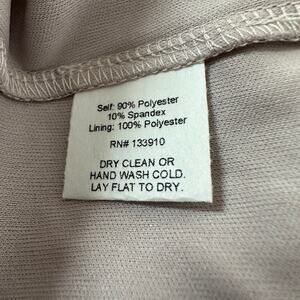 Self: 90% Polyester
10% Spandex
Lining: 100% Polyester
RN# 133910
DRY CLEAN OR
HAND WASH COLD.
LAY FLAT TO DRY.